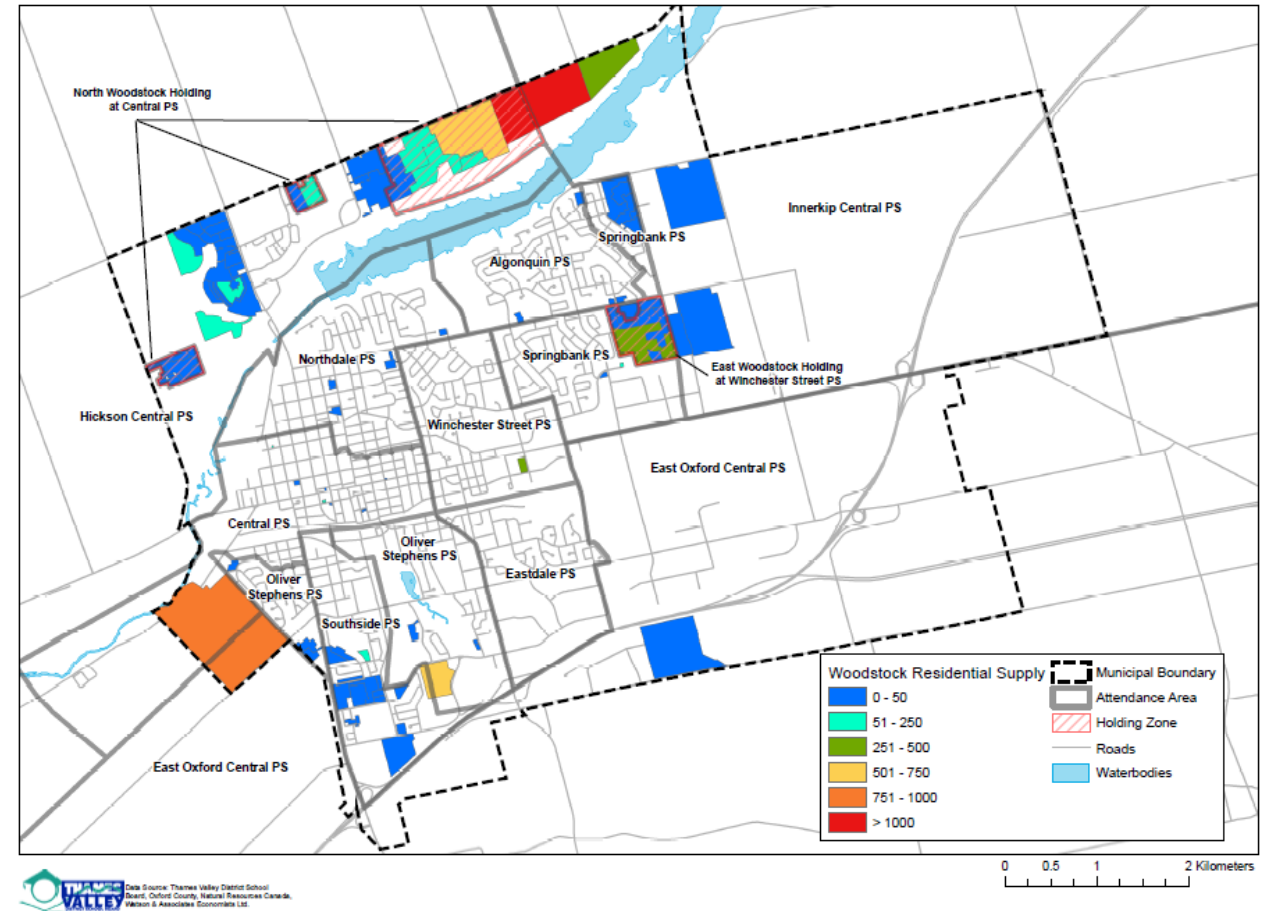 North Woodstock Holding
at Central PS
Innerkip Central PS
Springbank PS
Algonquin PS
Northdale PS
Springbank PS
East Woodstock Holding
at Winchester Street PS
Hickson Central PS
Winchester Street PS
East Oxford Central PS
Central PS
Oliver
Stephens PS
Eastdale PS
Oliver
Stephens PS
Southside PS
East Oxford Central PS
Woodstock Residential Supply
0 - 50
51 - 250
251 - 500
501 - 750
751 - 1000
> 1000
Municipal Boundary
Attendance Area
Holding Zone
Roads
Waterbodies
0 0.5 1 2 Kilometers
THAMES
VALLEY
Data Source: Thames Valley District School
Board, Oxford County, Natural Resources Canada,
Watson & Associates Economists Ltd.